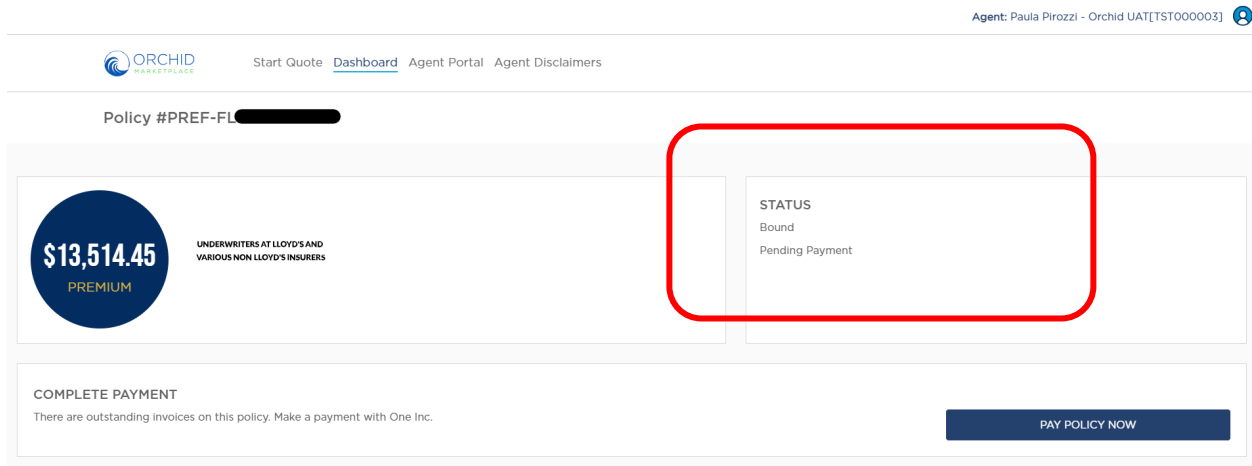 Agent: Paula Pirozzi - Orchid UAT[TST000003]
ORCHID
MARKETPLACE
Start Quote Dashboard Agent Portal Agent Disclaimers
Policy #PREF-FL
$13,514.45
PREMIUM
UNDERWRITERS AT LLOYD'S AND
VARIOUS NON LLOYD'S INSURERS
STATUS
Bound
Pending Payment
COMPLETE PAYMENT
There are outstanding invoices on this policy. Make a payment with One Inc.
PAY POLICY NOW